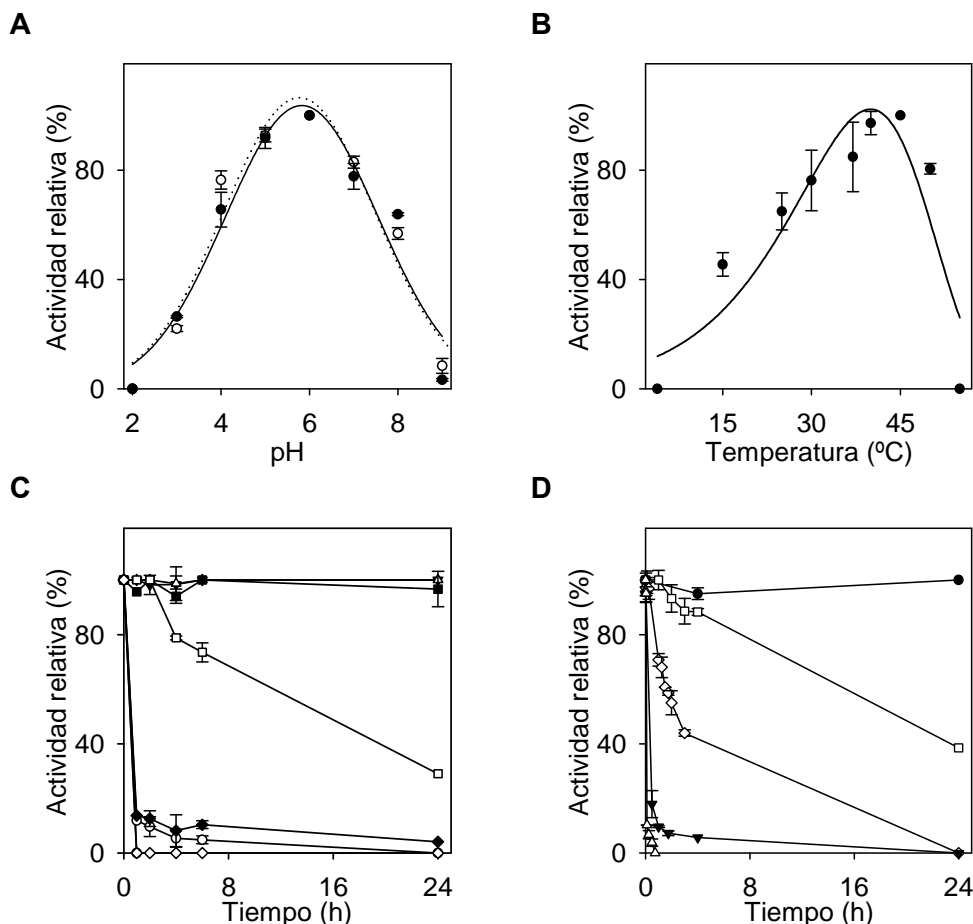 A
B
Actividad relativa (%)
80
40
0
2
4
6
8
pH
Actividad relativa (%)
80
40
0
15
30
45
Temperatura (ºC)
C
D
Actividad relativa (%)
80
40
0
0
8
16
24
Tiempo (h)
Actividad relativa (%)
80
40
0
0
8
16
24
Tiempo (h)